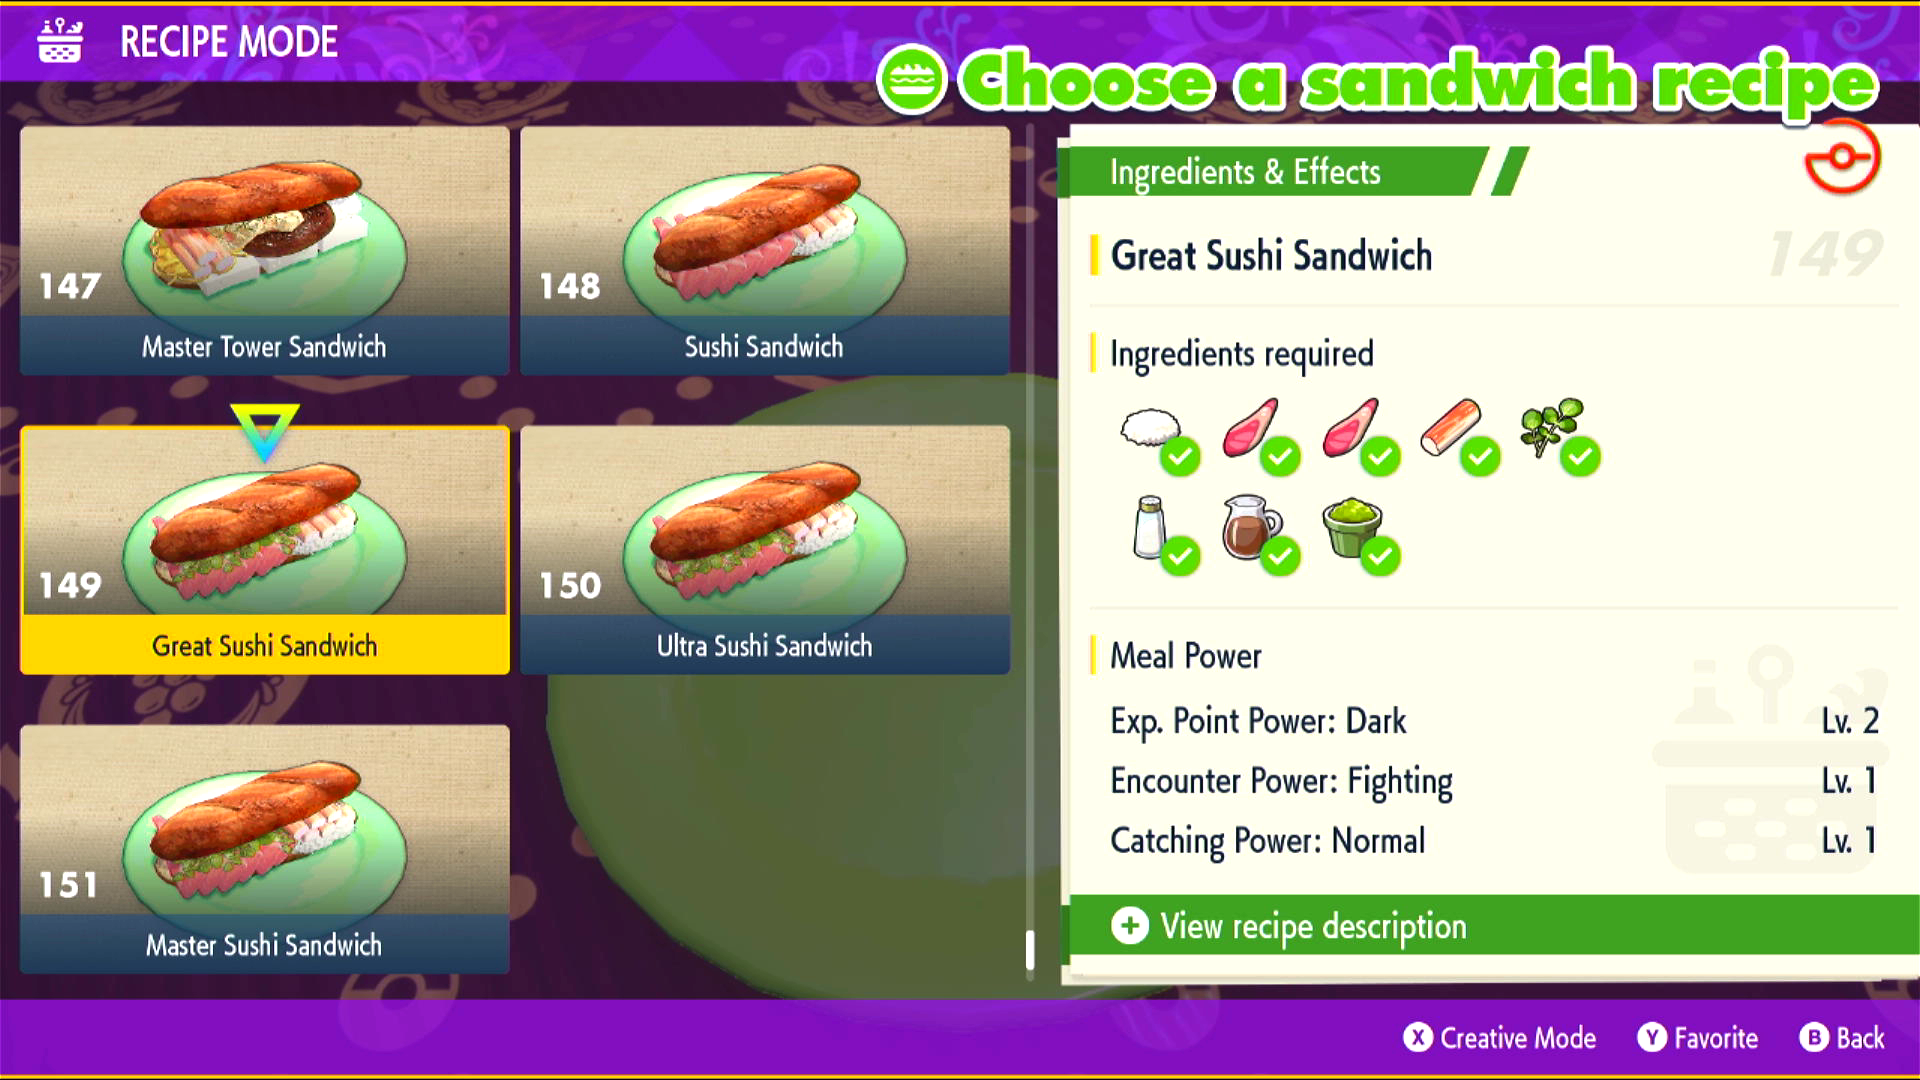 RECIPE MODE
Choose a sandwich recipe
147
Master Tower Sandwich
148
Sushi Sandwich
149
Great Sushi Sandwich
150
Ultra Sushi Sandwich
151
Master Sushi Sandwich
Ingredients & Effects
Great Sushi Sandwich 149
Ingredients required
Meal Power
Exp. Point Power: Dark Lv. 2
Encounter Power: Fighting Lv. 1
Catching Power: Normal Lv. 1
+ View recipe description
X Creative Mode Y Favorite B Back